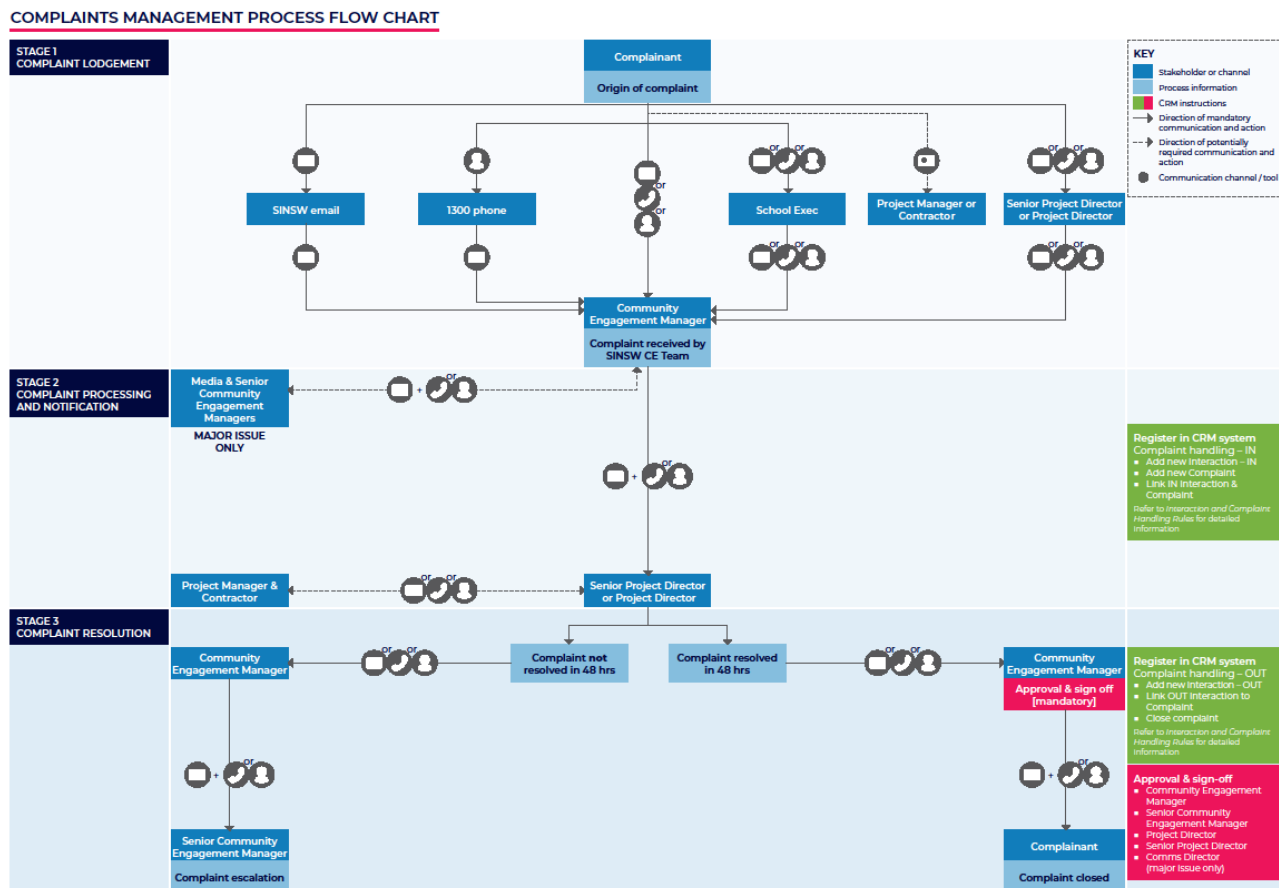 COMPLAINTS MANAGEMENT PROCESS FLOW CHART
STAGE 1
COMPLAINT LODGEMENT
Complainant
Origin of complaint
KEY
Stakeholder or channel
Process information
CRM instructions
Direction of mandatory
communication and action
Direction of potentially
required communication and
action
Communication channel / tool
or
or
or or
or or
SINSW email
1300 phone
School Exec
Project Manager or
Contractor
Senior Project Director
or Project Director
or or
or or
Community
Engagement Manager
Complaint received by
SINSW CE Team
STAGE 2
COMPLAINT PROCESSING
AND NOTIFICATION
Media & Senior
Community
Engagement
Managers
MAJOR ISSUE
ONLY
+ or
+ or
Register in CRM system
Complaint handling – IN
▪ Add new Interaction – IN
▪ Add new Complaint
▪ Link IN Interaction &
Complaint
Refer to Interaction and Complaint
Handling Rules for detailed
information
Project Manager &
Contractor
or or
Senior Project Director
or Project Director
STAGE 3
COMPLAINT RESOLUTION
Community
Engagement Manager
or or
Complaint not
resolved in 48 hrs
Complaint resolved
in 48 hrs
or or
Community
Engagement Manager
Approval & sign off
[mandatory]
Register in CRM system
Complaint handling – OUT
▪ Add new Interaction – OUT
▪ Link OUT Interaction to
Complaint
▪ Close complaint
Refer to Interaction and Complaint
Handling Rules for detailed
information
+ or
+ or
Approval & sign-off
▪ Community Engagement
Manager
▪ Senior Community
Engagement Manager
▪ Project Director
▪ Senior Project Director
▪ Comms Director
(major issue only)
Senior Community
Engagement Manager
Complaint escalation
Complainant
Complaint closed